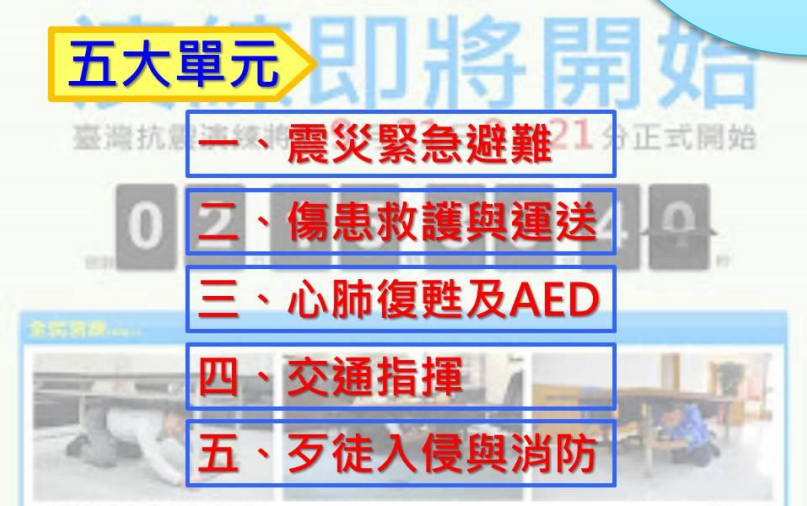 演練即將開始
五大單元
臺灣抗震演練將 21 分正式開始
一、震災緊急避難
二、傷患救護與運送
三、心肺復甦及AED
四、交通指揮
五、歹徒入侵與消防